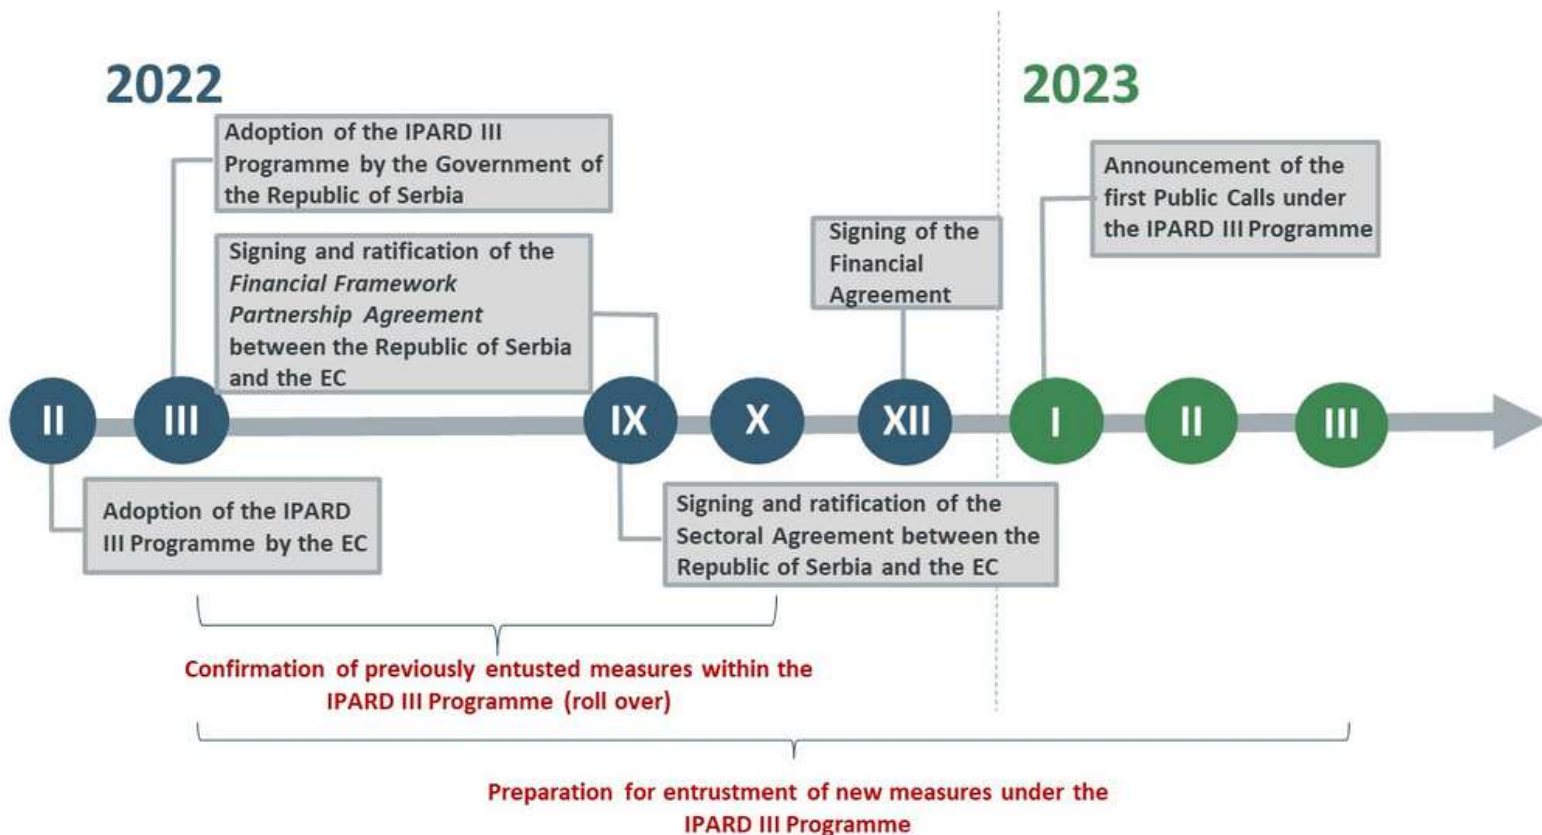 2022
2023
Adoption of the IPARD III
Programme by the Government of
the Republic of Serbia
Announcement of the
first Public Calls under
the IPARD III Programme
Signing and ratification of the
Financial Framework
Partnership Agreement
between the Republic of Serbia
and the EC
Signing of the
Financial
Agreement
II
III
IX
X
XII
I
II
III
Adoption of the IPARD
III Programme by the EC
Signing and ratification of the
Sectoral Agreement between the
Republic of Serbia and the EC
Confirmation of previously entusted measures within the
IPARD III Programme (roll over)
Preparation for entrustment of new measures under the
IPARD III Programme